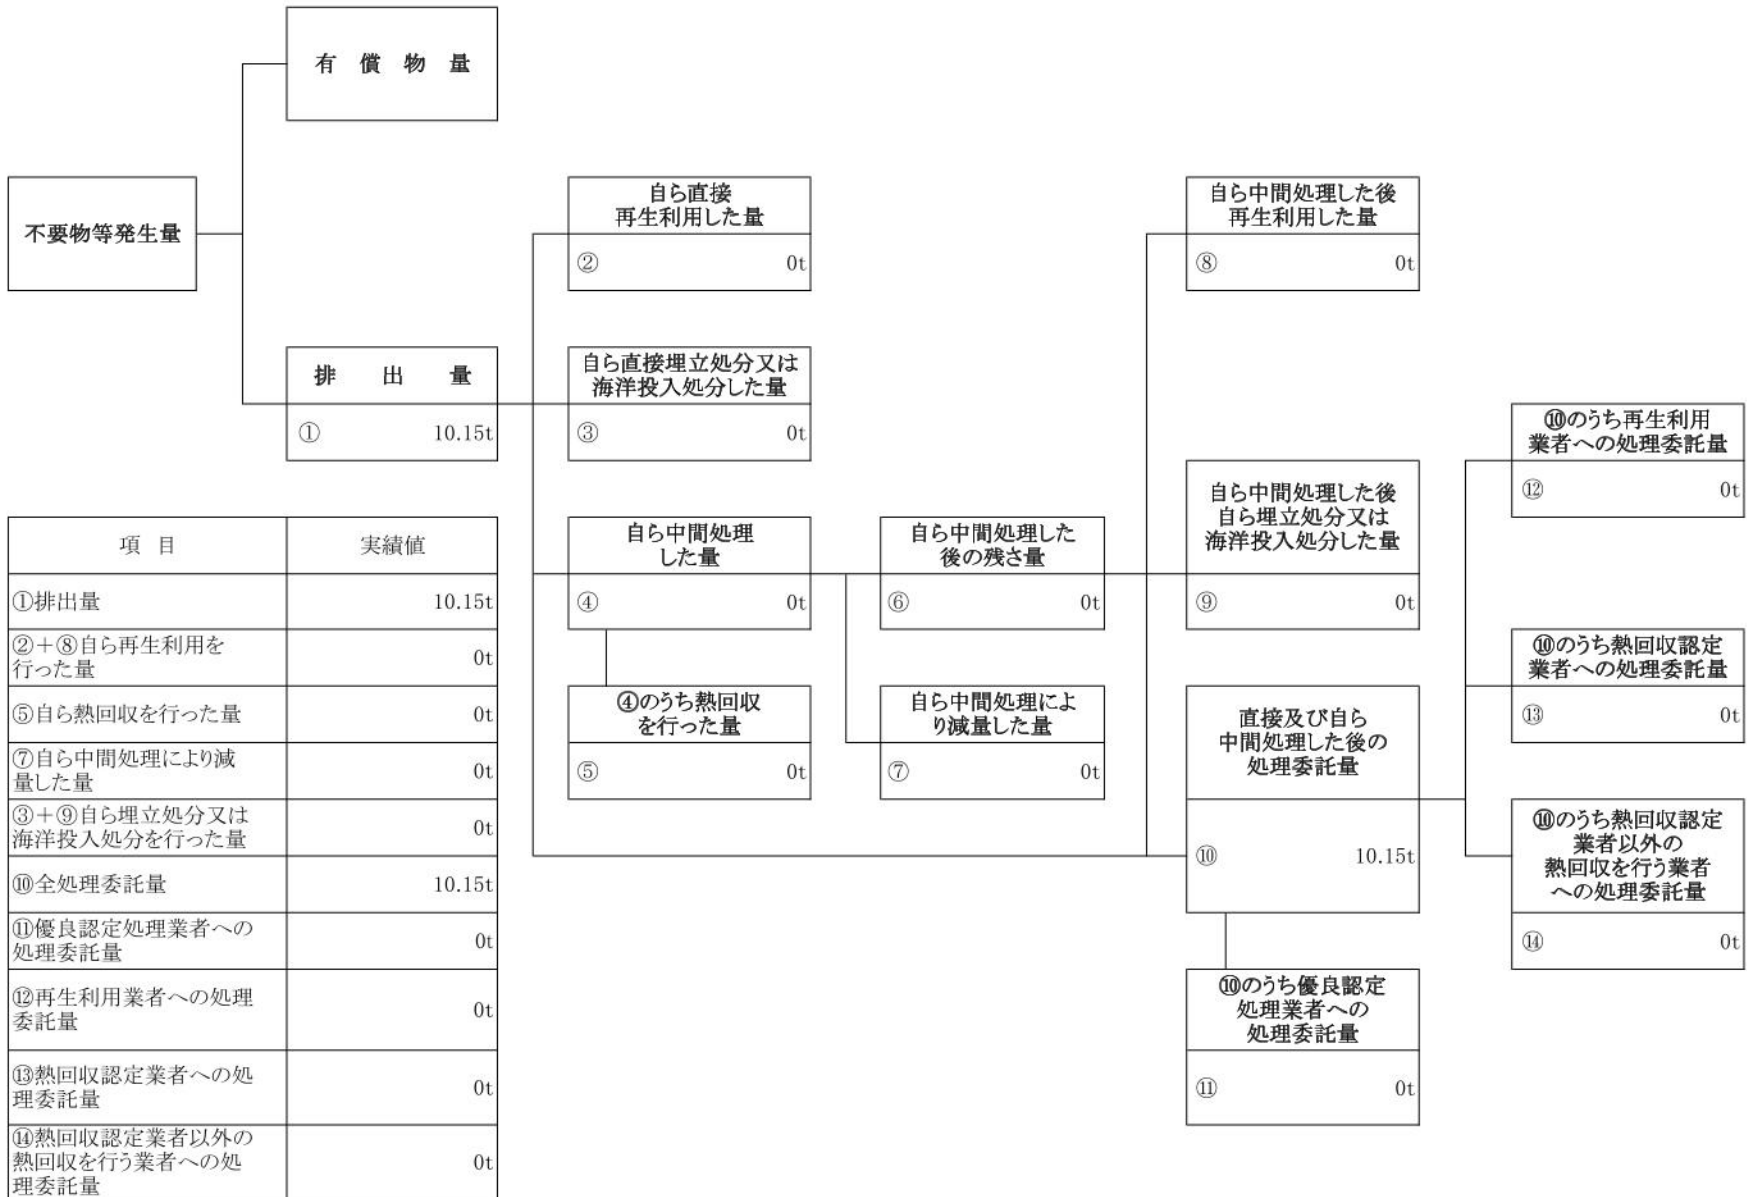 有 償 物 量
不要物等発生量
排 出 量
① 10.15t
自ら直接
再生利用した量
② 0t
自ら直接埋立処分又は
海洋投入処分した量
③ 0t
自ら中間処理
した量
④ 0t
④のうち熱回収
を行った量
⑤ 0t
自ら中間処理した
後の残さ量
⑥ 0t
自ら中間処理によ
り減量した量
⑦ 0t
自ら中間処理した後
再生利用した量
⑧ 0t
自ら中間処理した後
自ら埋立処分又は
海洋投入処分した量
⑨ 0t
直接及び自ら
中間処理した後の
処理委託量
⑩ 10.15t
⑩のうち優良認定
処理業者への
処理委託量
⑪ 0t
⑩のうち再生利用
業者への処理委託量
⑫ 0t
⑩のうち熱回収認定
業者への処理委託量
⑬ 0t
⑩のうち熱回収認定
業者以外の
熱回収を行う業者
への処理委託量
⑭ 0t
項 目 実績値
①排出量 10.15t
②+⑧自ら再生利用を
行った量 0t
⑤自ら熱回収を行った量 0t
⑦自ら中間処理により減
量した量 0t
③+⑨自ら埋立処分又は
海洋投入処分を行った量 0t
⑩全処理委託量 10.15t
⑪優良認定処理業者への
処理委託量 0t
⑫再生利用業者への処理
委託量 0t
⑬熱回収認定業者への処
理委託量 0t
⑭熱回収認定業者以外の
熱回収を行う業者への処
理委託量 0t